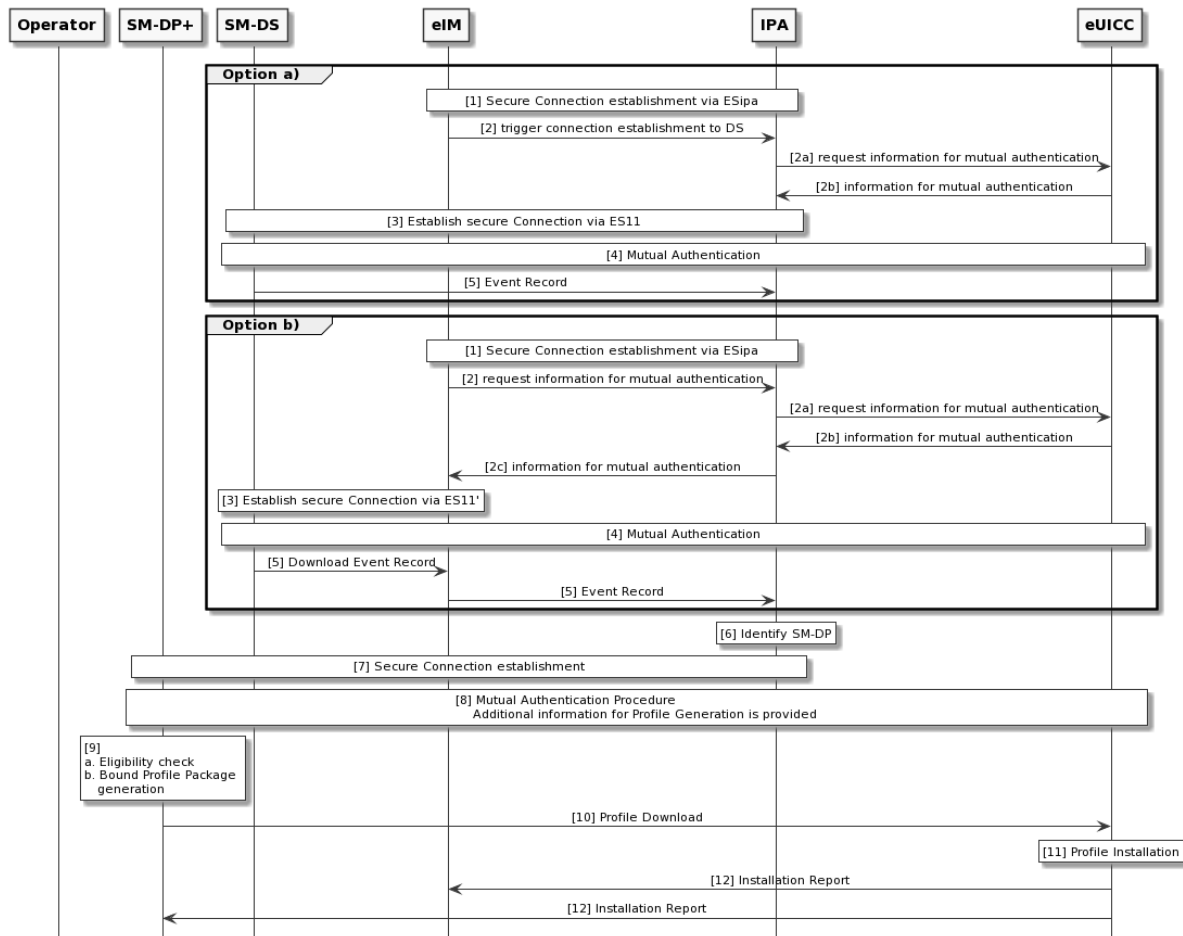 Operator
SM-DP+
SM-DS
eIM
IPA
eUICC
Option a)
[1] Secure Connection establishment via ESipa
[2] trigger connection establishment to DS
[2a] request information for mutual authentication
[2b] information for mutual authentication
[3] Establish secure Connection via ES11
[4] Mutual Authentication
[5] Event Record
Option b)
[1] Secure Connection establishment via ESipa
[2] request information for mutual authentication
[2a] request information for mutual authentication
[2b] information for mutual authentication
[2c] information for mutual authentication
[3] Establish secure Connection via ES11'
[4] Mutual Authentication
[5] Download Event Record
[5] Event Record
[6] Identify SM-DP
[7] Secure Connection establishment
[8] Mutual Authentication Procedure
Additional information for Profile Generation is provided
[9]
a. Eligibility check
b. Bound Profile Package
generation
[10] Profile Download
[11] Profile Installation
[12] Installation Report
[12] Installation Report